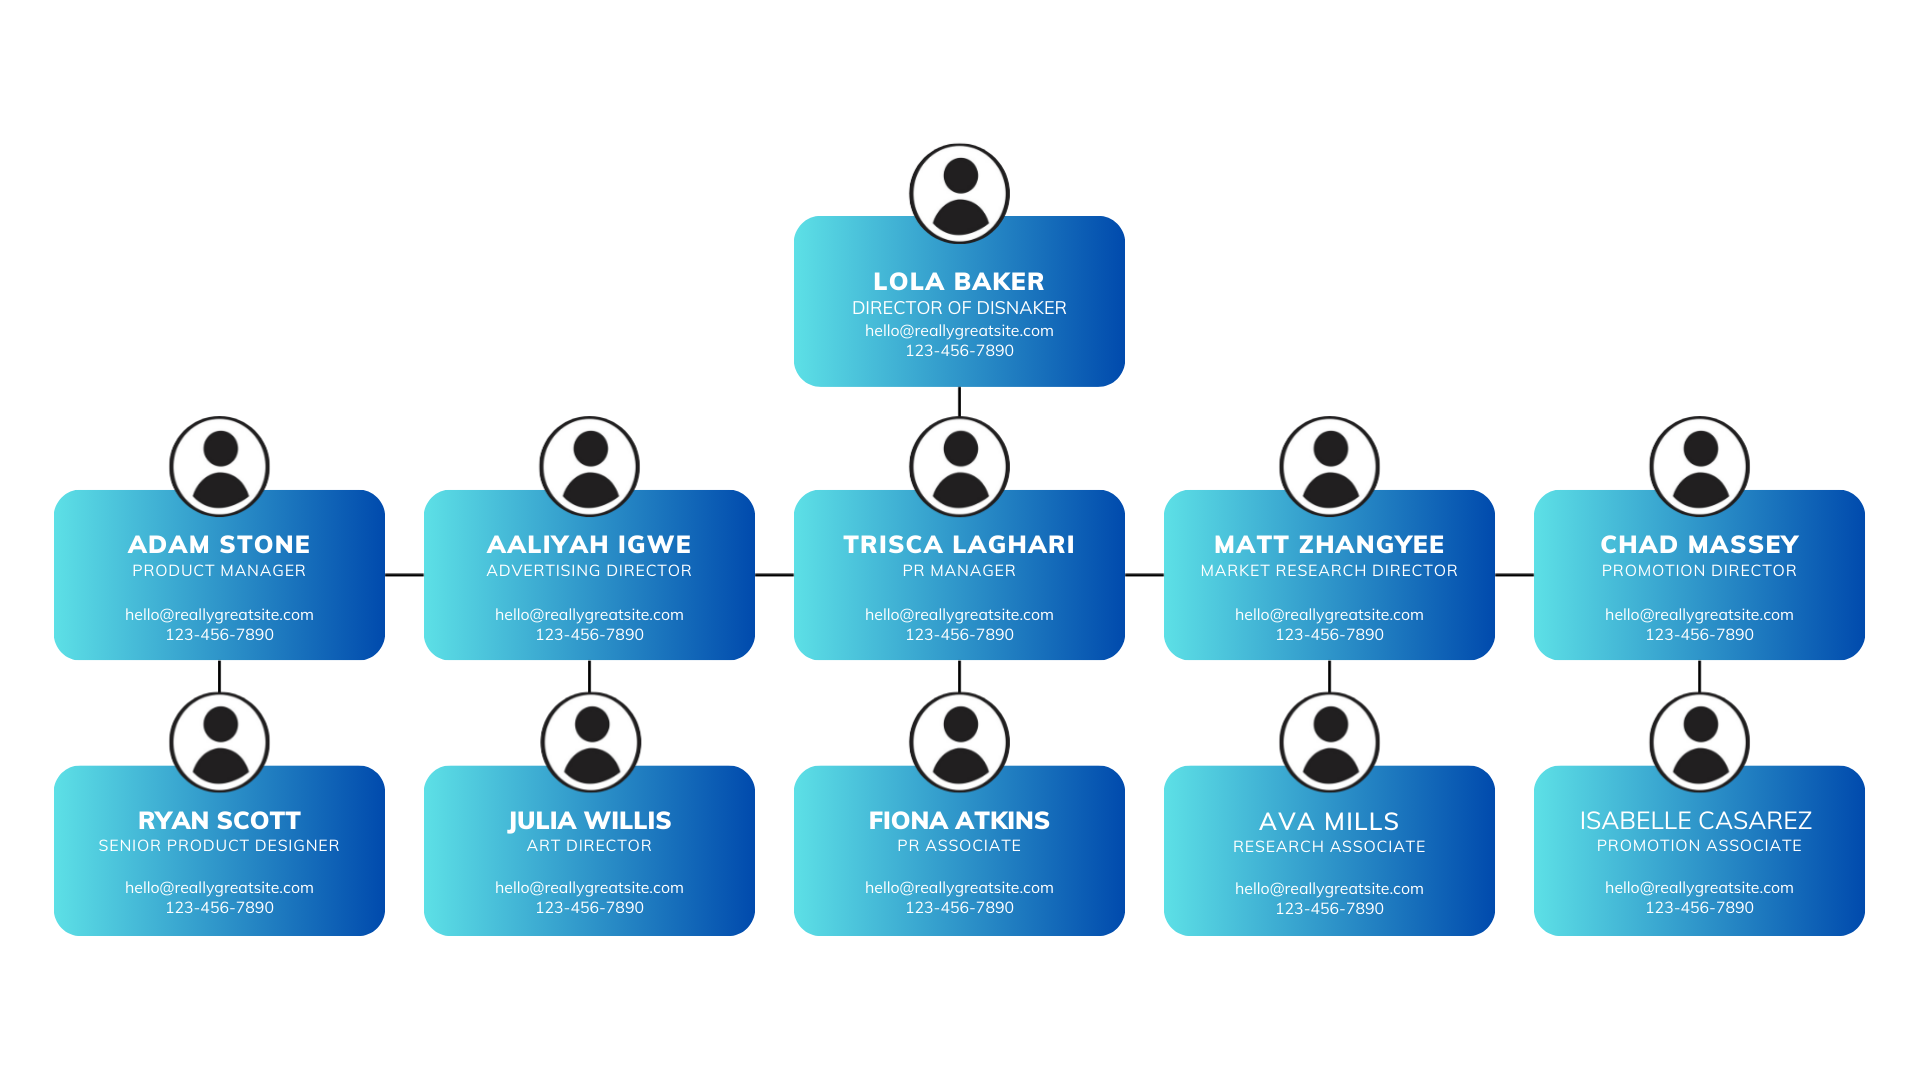 LOLA BAKER
DIRECTOR OF DISNAKER
hello@reallygreatsite.com
123-456-7890
ADAM STONE
PRODUCT MANAGER
hello@reallygreatsite.com
123-456-7890
AALIYAH IGWE
ADVERTISING DIRECTOR
hello@reallygreatsite.com
123-456-7890
TRISCA LAGHARI
PR MANAGER
hello@reallygreatsite.com
123-456-7890
MATT ZHANGYEE
MARKET RESEARCH DIRECTOR
hello@reallygreatsite.com
123-456-7890
CHAD MASSEY
PROMOTION DIRECTOR
hello@reallygreatsite.com
123-456-7890
RYAN SCOTT
SENIOR PRODUCT DESIGNER
hello@reallygreatsite.com
123-456-7890
JULIA WILLIS
ART DIRECTOR
hello@reallygreatsite.com
123-456-7890
FIONA ATKINS
PR ASSOCIATE
hello@reallygreatsite.com
123-456-7890
AVA MILLS
RESEARCH ASSOCIATE
hello@reallygreatsite.com
123-456-7890
ISABELLE CASAREZ
PROMOTION ASSOCIATE
hello@reallygreatsite.com
123-456-7890